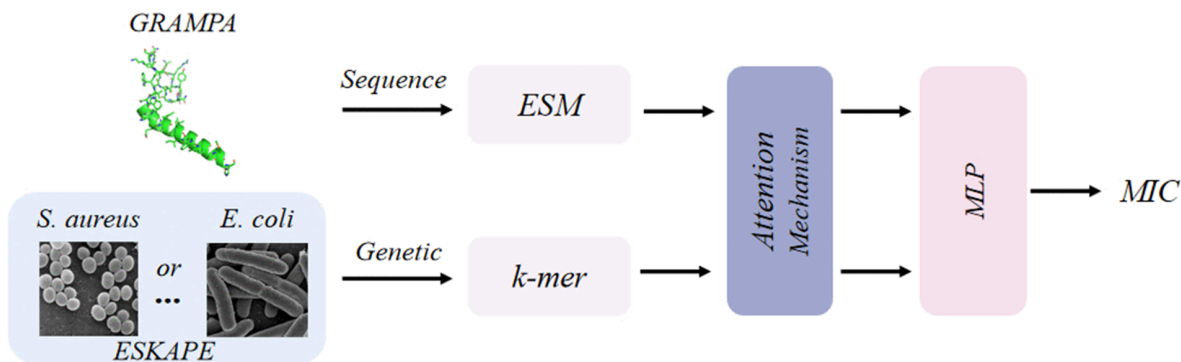 GRAMPA
Sequence
ESM
S. aureus
or
...
E. coli
ESKAPE
Genetic
k-mer
Attention
Mechanism
MLP
MIC